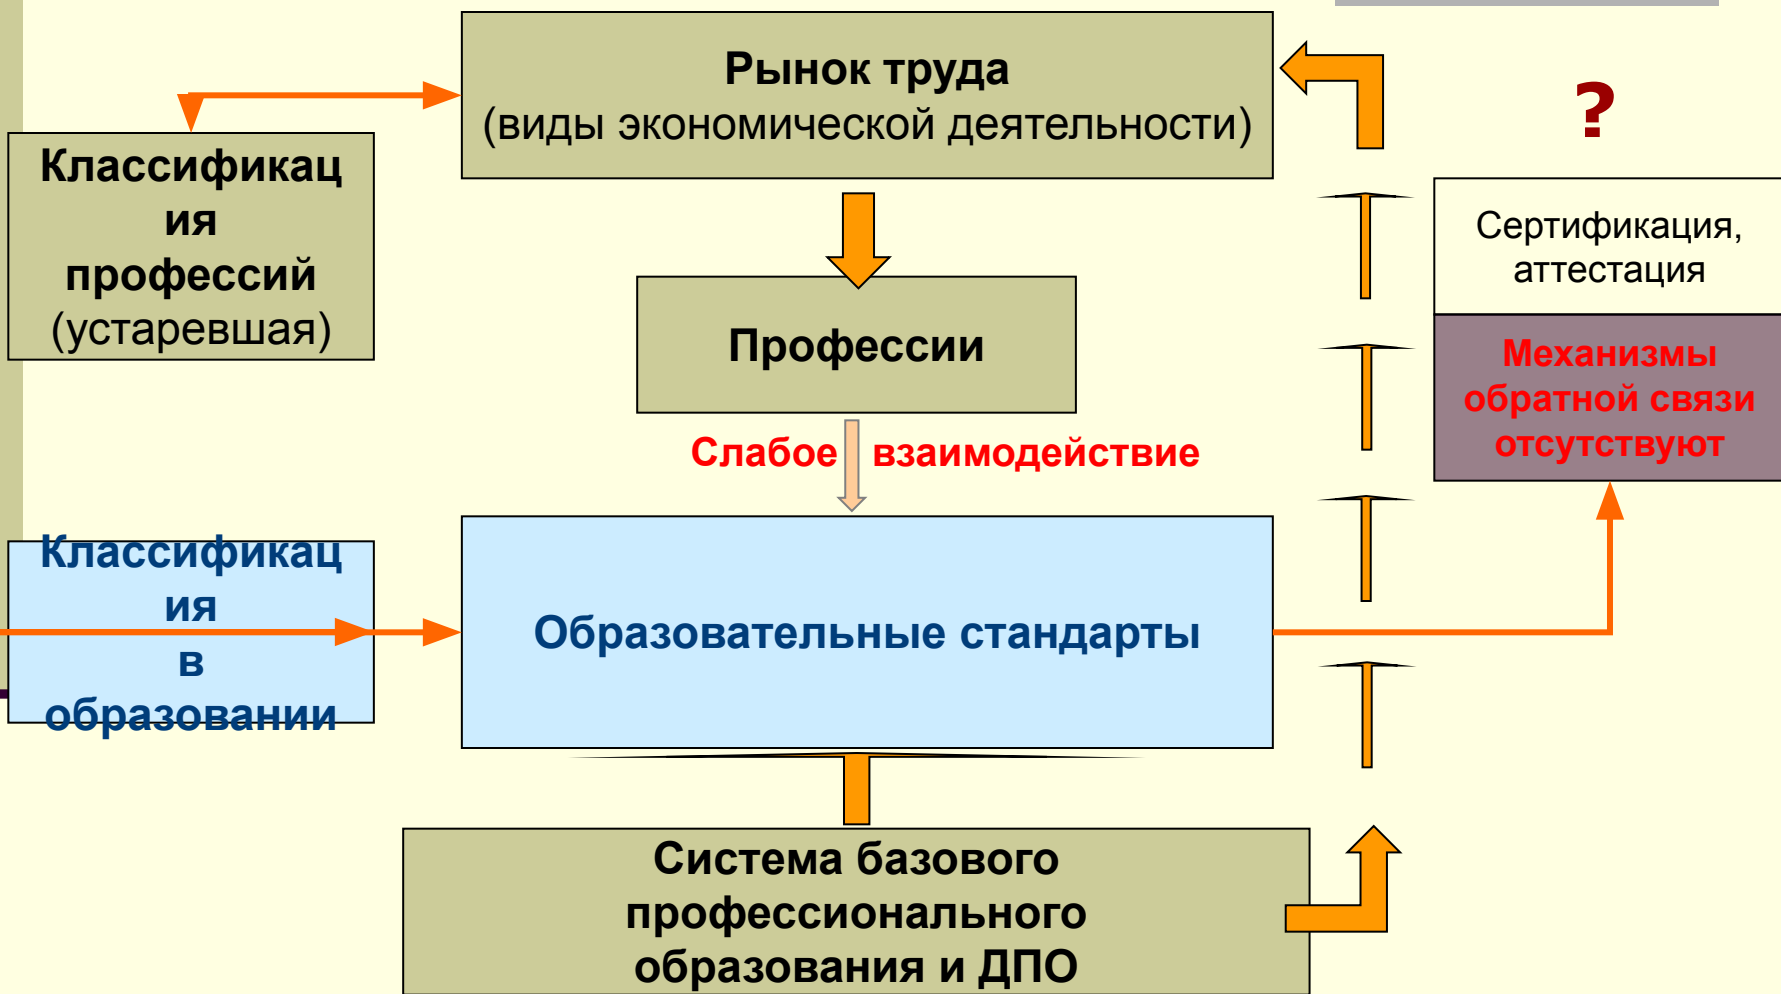 Рынок труда
(виды экономической деятельности)
?
Классификац
ия
профессий
(устаревшая)
Сертификация,
аттестация
Профессии
Механизмы
обратной связи
отсутствуют
Слабое взаимодействие
Классификац
ия
в
образовании
Образовательные стандарты
Система базового
профессионального
образования и ДПО